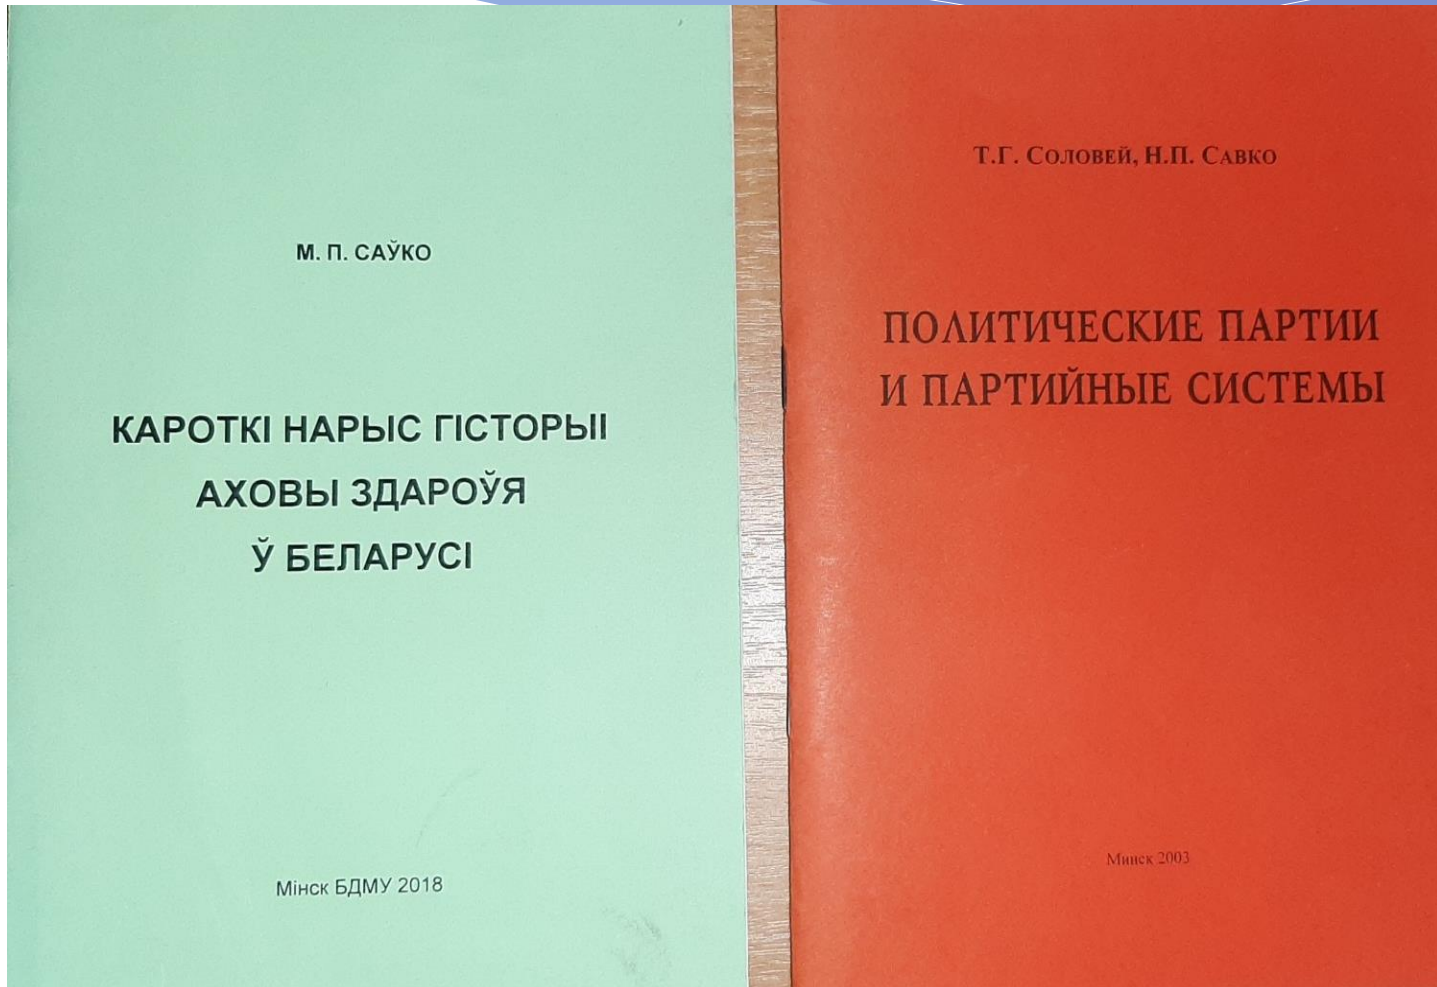 М. П. САЎКО
КАРОТКІ НАРЫС ГІСТОРЫІ
АХОВЫ ЗДАРОЎЯ
Ў БЕЛАРУСІ
Мінск БДМУ 2018
Т.Г. СОЛОВЕЙ, Н.П. САВКО
ПОЛИТИЧЕСКИЕ ПАРТИИ
И ПАРТИЙНЫЕ СИСТЕМЫ
Минск 2003